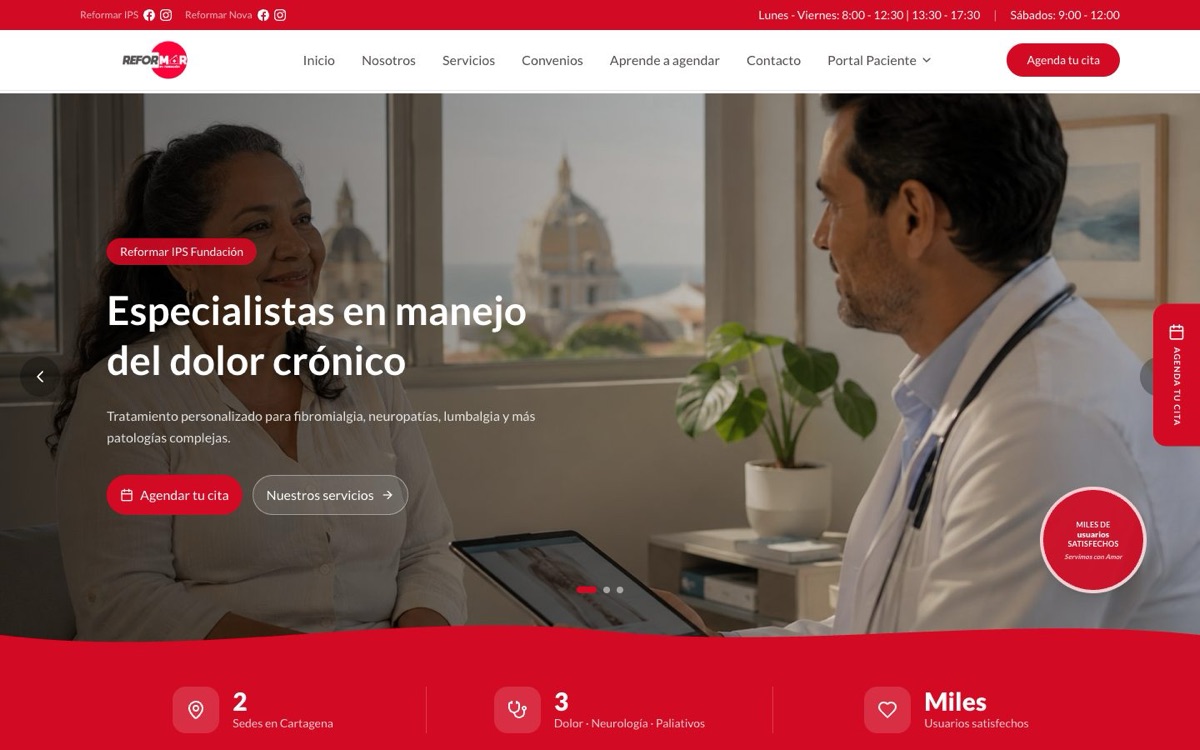 Reformar IPS
Reformar Nova
Lunes - Viernes: 8:00 - 12:30 | 13:30 - 17:30 | Sábados: 9:00 - 12:00
REFORMAR
Inicio
Nosotros
Servicios
Convenios
Aprende a agendar
Contacto
Portal Paciente
Agenda tu cita
Reformar IPS Fundación
Especialistas en manejo
del dolor crónico
Tratamiento personalizado para fibromialgia, neuropatías, lumbalgia y más
patologías complejas.
Agendar tu cita
Nuestros servicios
AGENDA TU CITA
MILES DE
usuarios
SATISFECHOS
Servimos con Amor
2
Sedes en Cartagena
3
Dolor · Neurología · Paliativos
Miles
Usuarios satisfechos